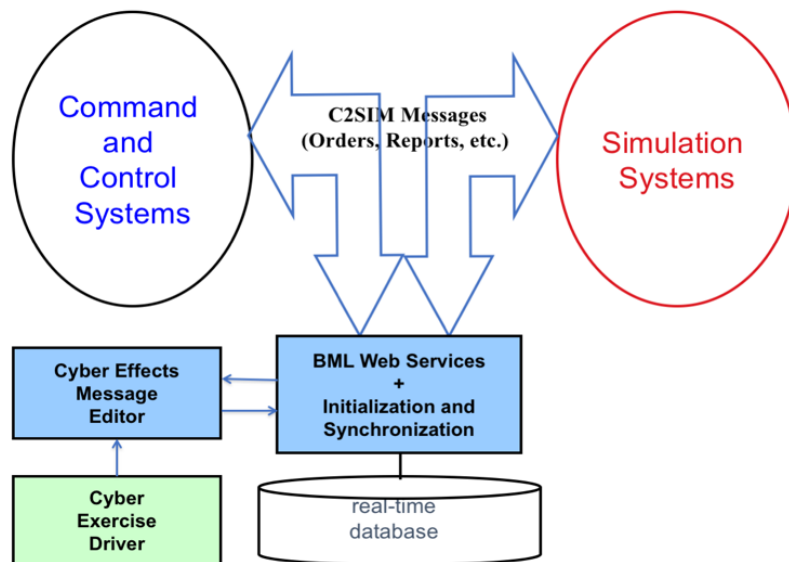 Command
and
Control
Systems
C2SIM Messages
(Orders, Reports, etc.)
Simulation
Systems
Cyber Effects
Message
Editor
BML Web Services
+
Initialization and
Synchronization
Cyber
Exercise
Driver
real-time
database